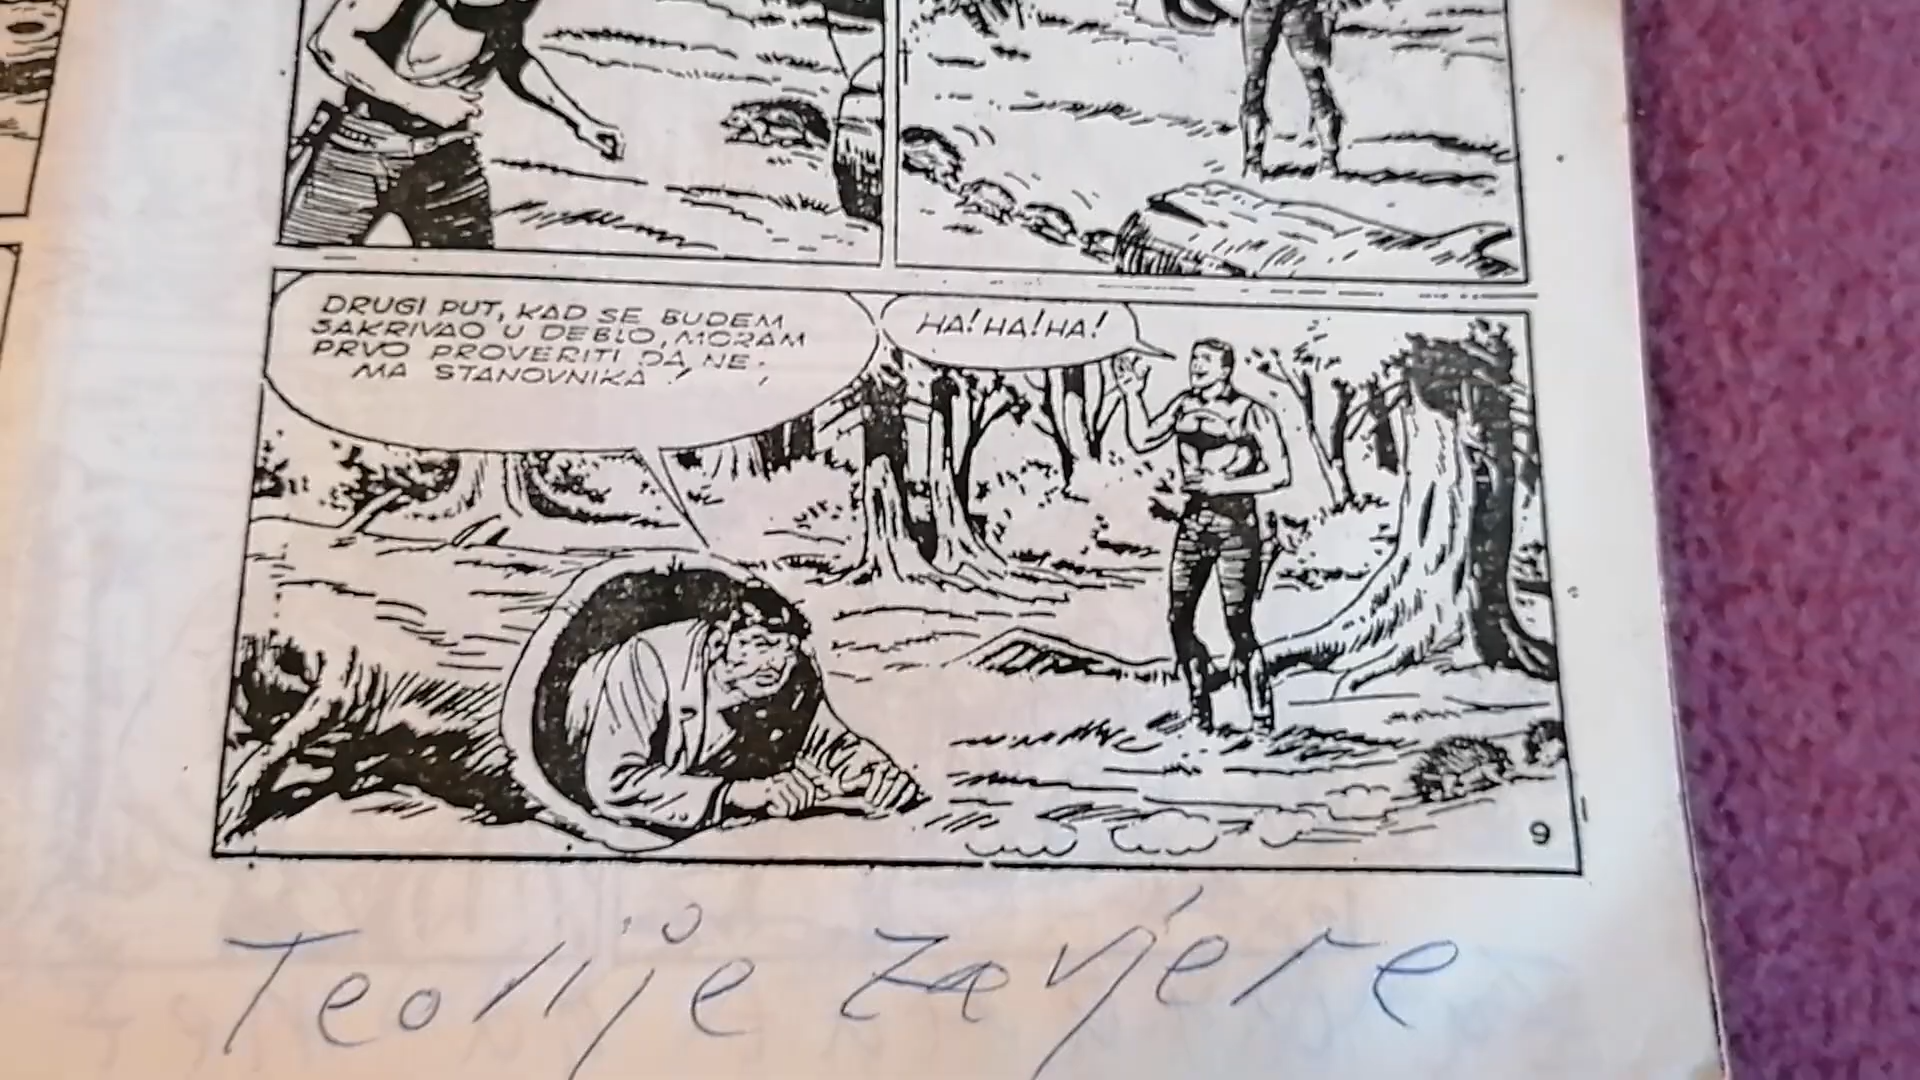 DRUGI PUT, KAD SE BUDEM
SAKRIVAO U DEBLO, MORAM
PRVO PROVERITI DA NE-
MA STANOVNIKA!
HA! HA! HA!
9
Teorije zavjere